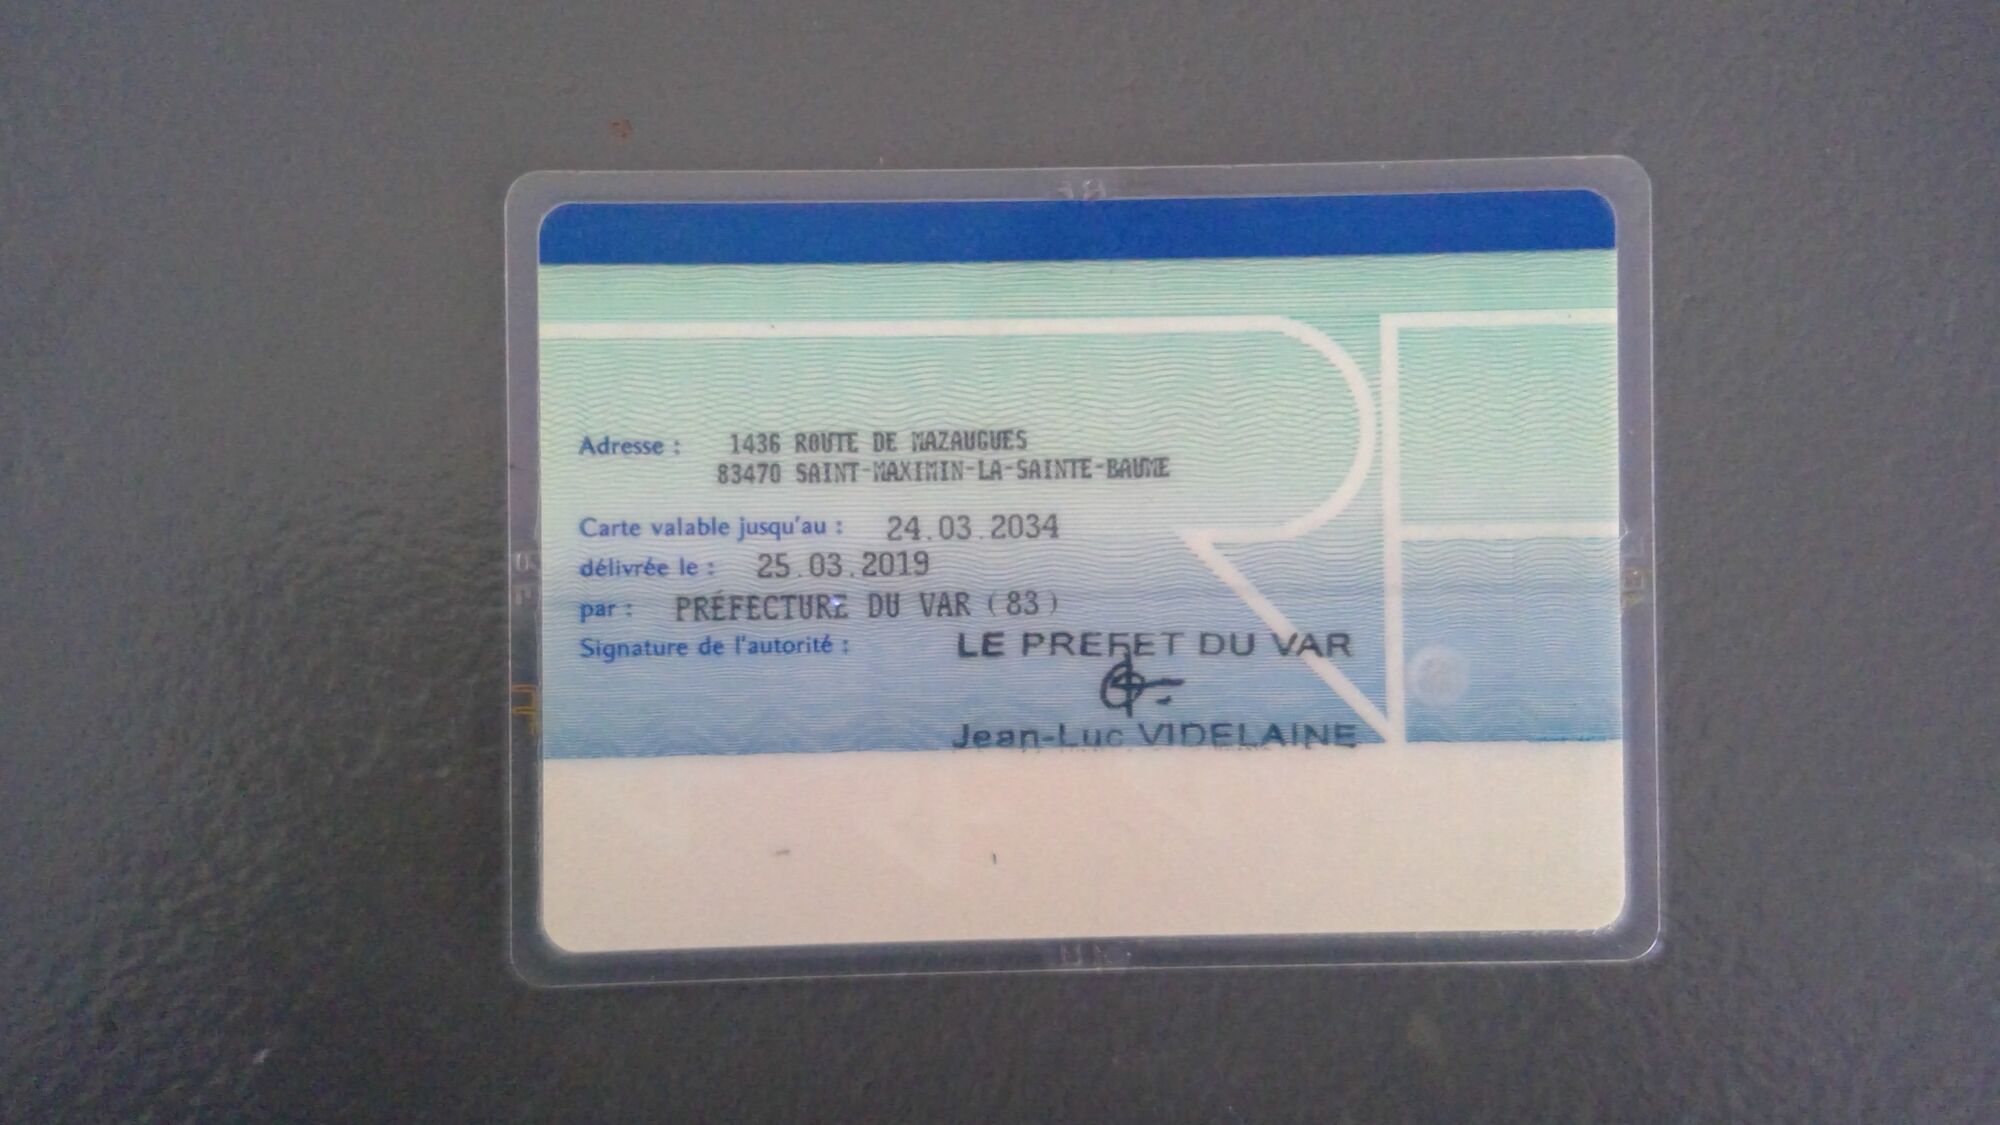 Adresse : 1436 ROUTE DE MAZAUGUES
83470 SAINT-MAXIMIN-LA-SAINTE-BAUME
Carte valable jusqu'au : 24.03.2034
délivrée le : 25.03.2019
par : PRÉFECTURE DU VAR (83)
Signature de l'autorité : LE PREFET DU VAR
Jean-Luc VIDELAINE